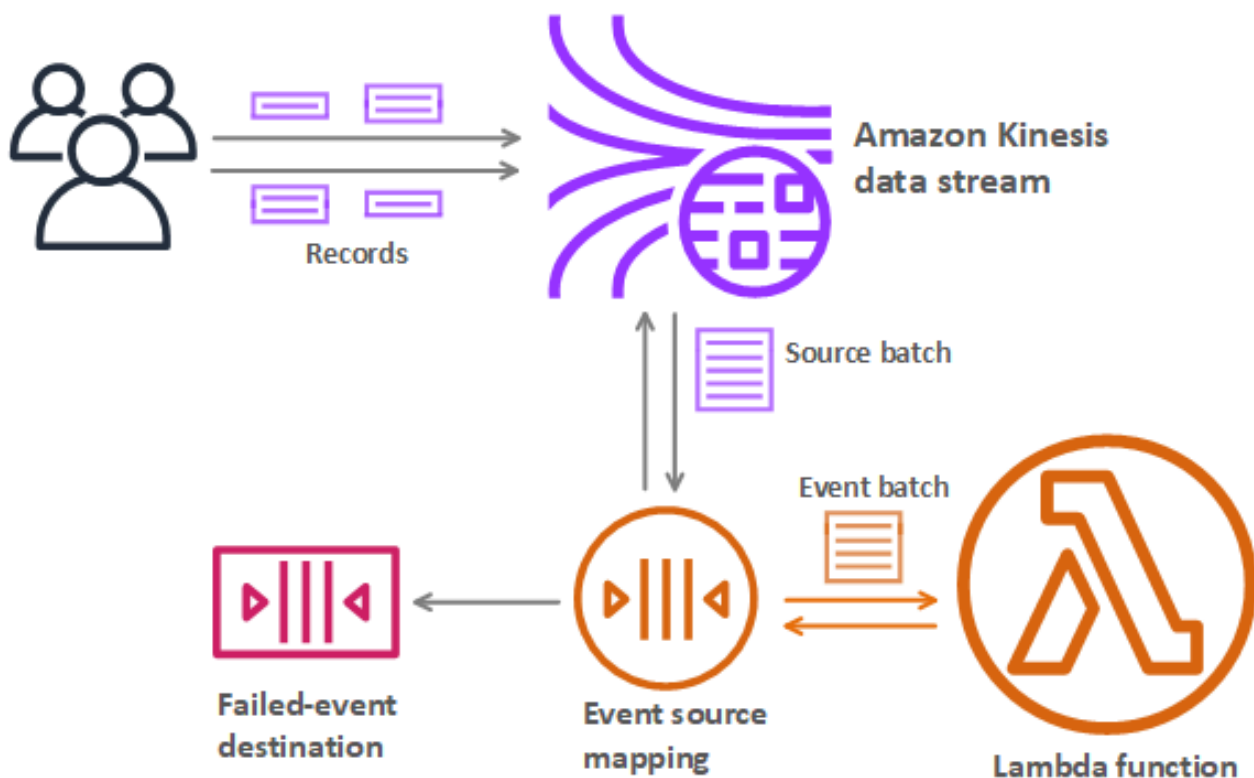 Records
Amazon Kinesis
data stream
Source batch
Event batch
Failed-event
destination
Event source
mapping
Lambda function